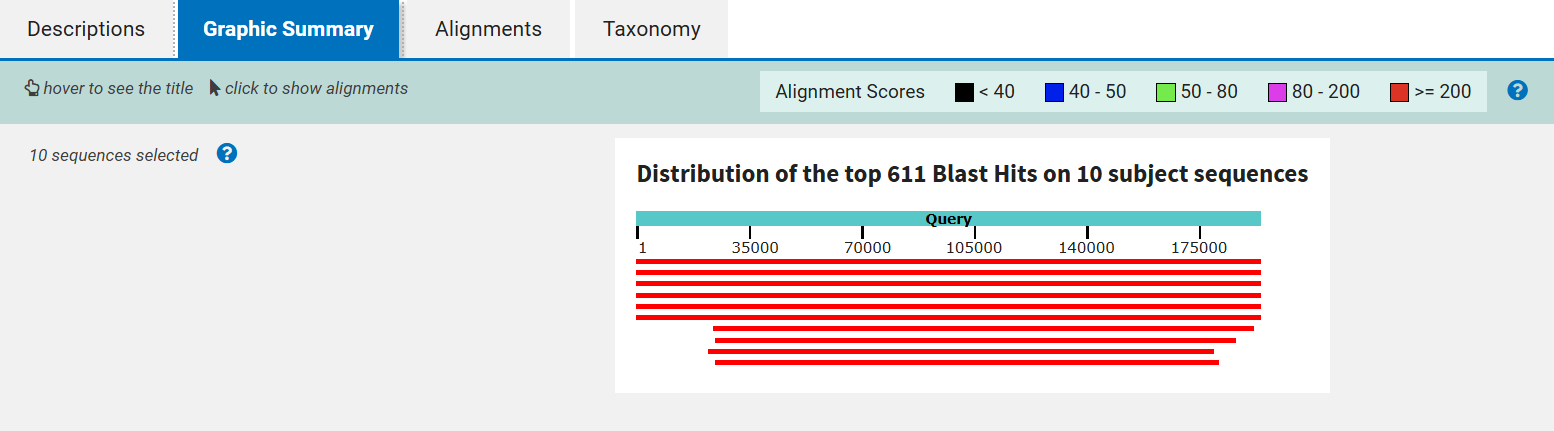 Descriptions Graphic Summary Alignments Taxonomy
hover to see the title click to show alignments Alignment Scores < 40 40 - 50 50 - 80 80 - 200 >= 200 ?
10 sequences selected ?
Distribution of the top 611 Blast Hits on 10 subject sequences
Query
1 35000 70000 105000 140000 175000